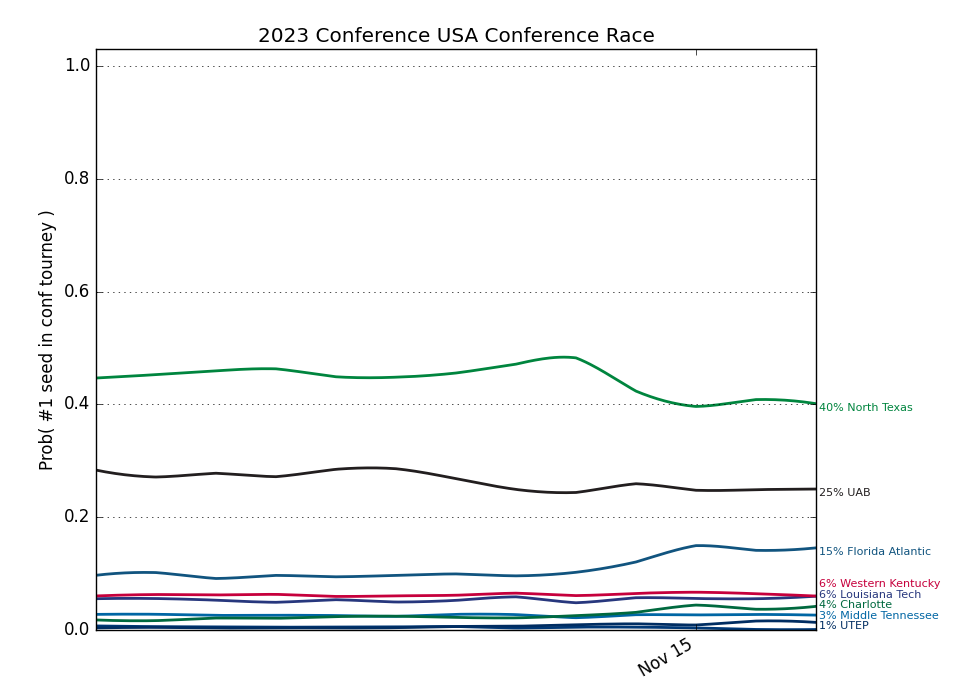 2023 Conference USA Conference Race
Prob( #1 seed in conf tourney )
1.0
0.8
0.6
0.4
0.2
0.0
40% North Texas
25% UAB
15% Florida Atlantic
6% Western Kentucky
6% Lousiana Tech
4% Charlotte
3% Middle Tennessee
1% UTEP
Nov 15